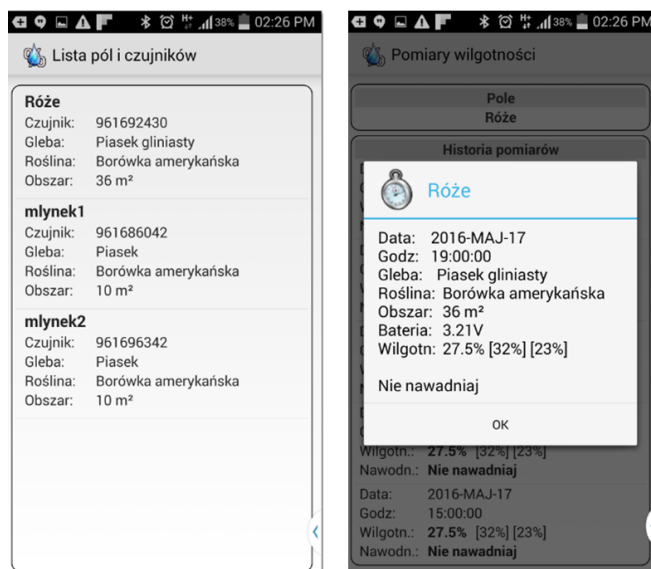 38% 02:26 PM
Lista pól i czujników
Róże
Czujnik: 961692430
Gleba: Piasek gliniasty
Roślina: Borówka amerykańska
Obszar: 36 m²
mlynek1
Czujnik: 961686042
Gleba: Piasek
Roślina: Borówka amerykańska
Obszar: 10 m²
mlynek2
Czujnik: 961696342
Gleba: Piasek
Roślina: Borówka amerykańska
Obszar: 10 m²
38% 02:26 PM
Pomiary wilgotności
Pole
Róże
Historia pomiarów
Róże
Data: 2016-MAJ-17
Godz: 19:00:00
Gleba: Piasek gliniasty
Roślina: Borówka amerykańska
Obszar: 36 m²
Bateria: 3.21V
Wilgotn: 27.5% [32%] [23%]
Nie nawadniaj
OK
Wilgotn.: 27.5% [32%] [23%]
Nawodn.: Nie nawadniaj
Data: 2016-MAJ-17
Godz: 15:00:00
Wilgotn.: 27.5% [32%] [23%]
Nawodn.: Nie nawadniaj